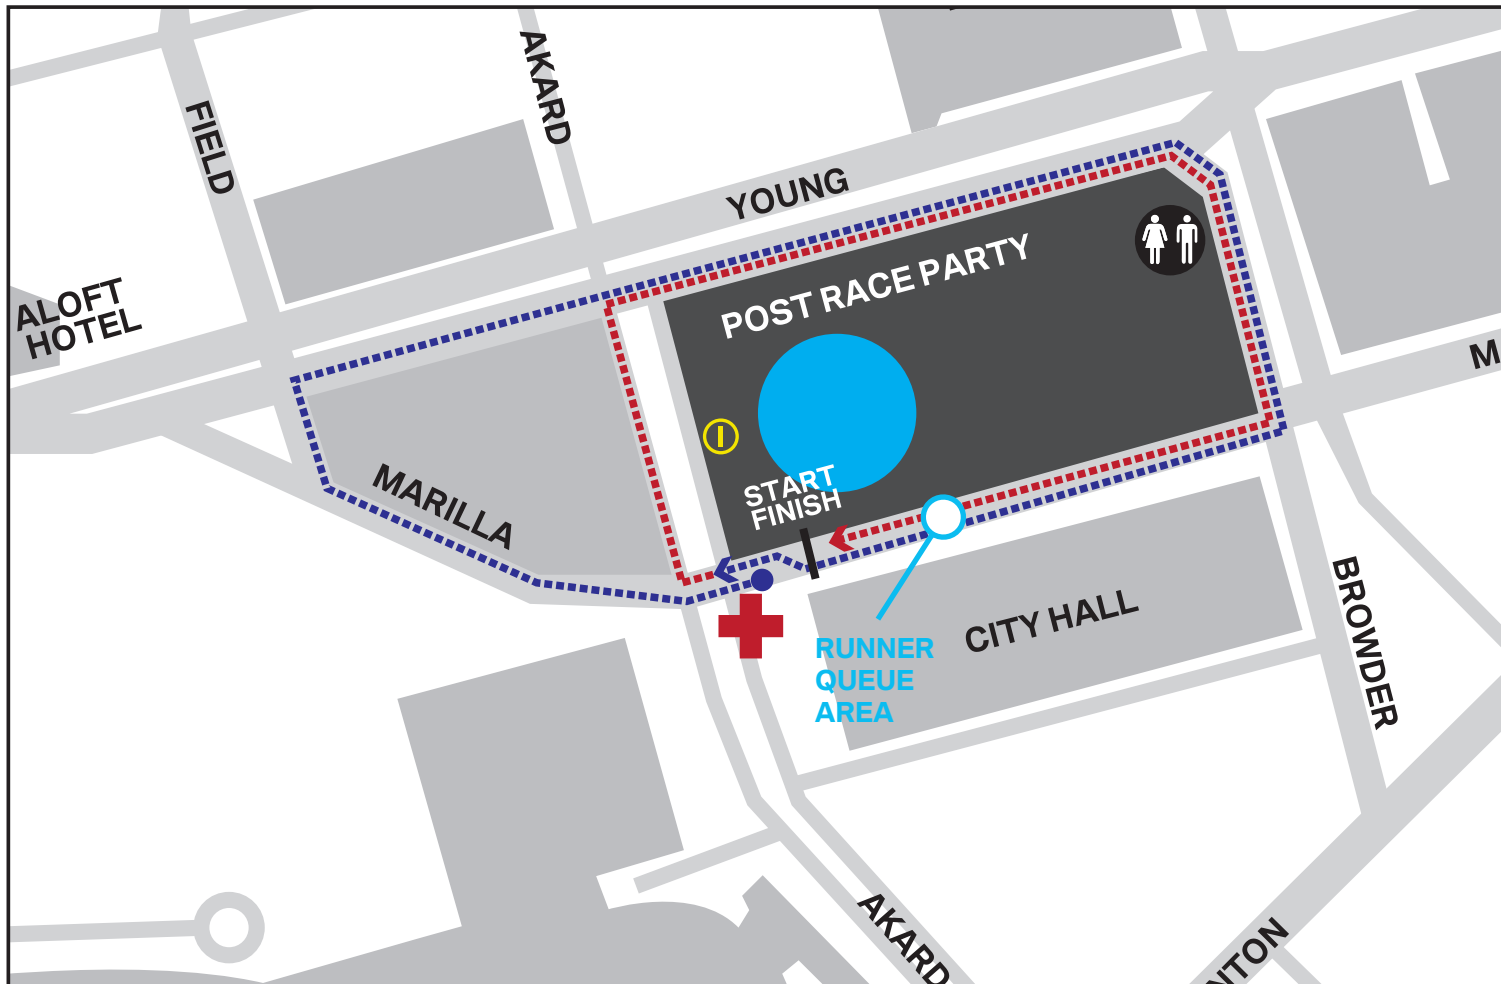 AKARD
FIELD
YOUNG
ALOFT
HOTEL
POST RACE PARTY
MARILLA
START
FINISH
CITY HALL
RUNNER
QUEUE
AREA
BROWDER
AKARD